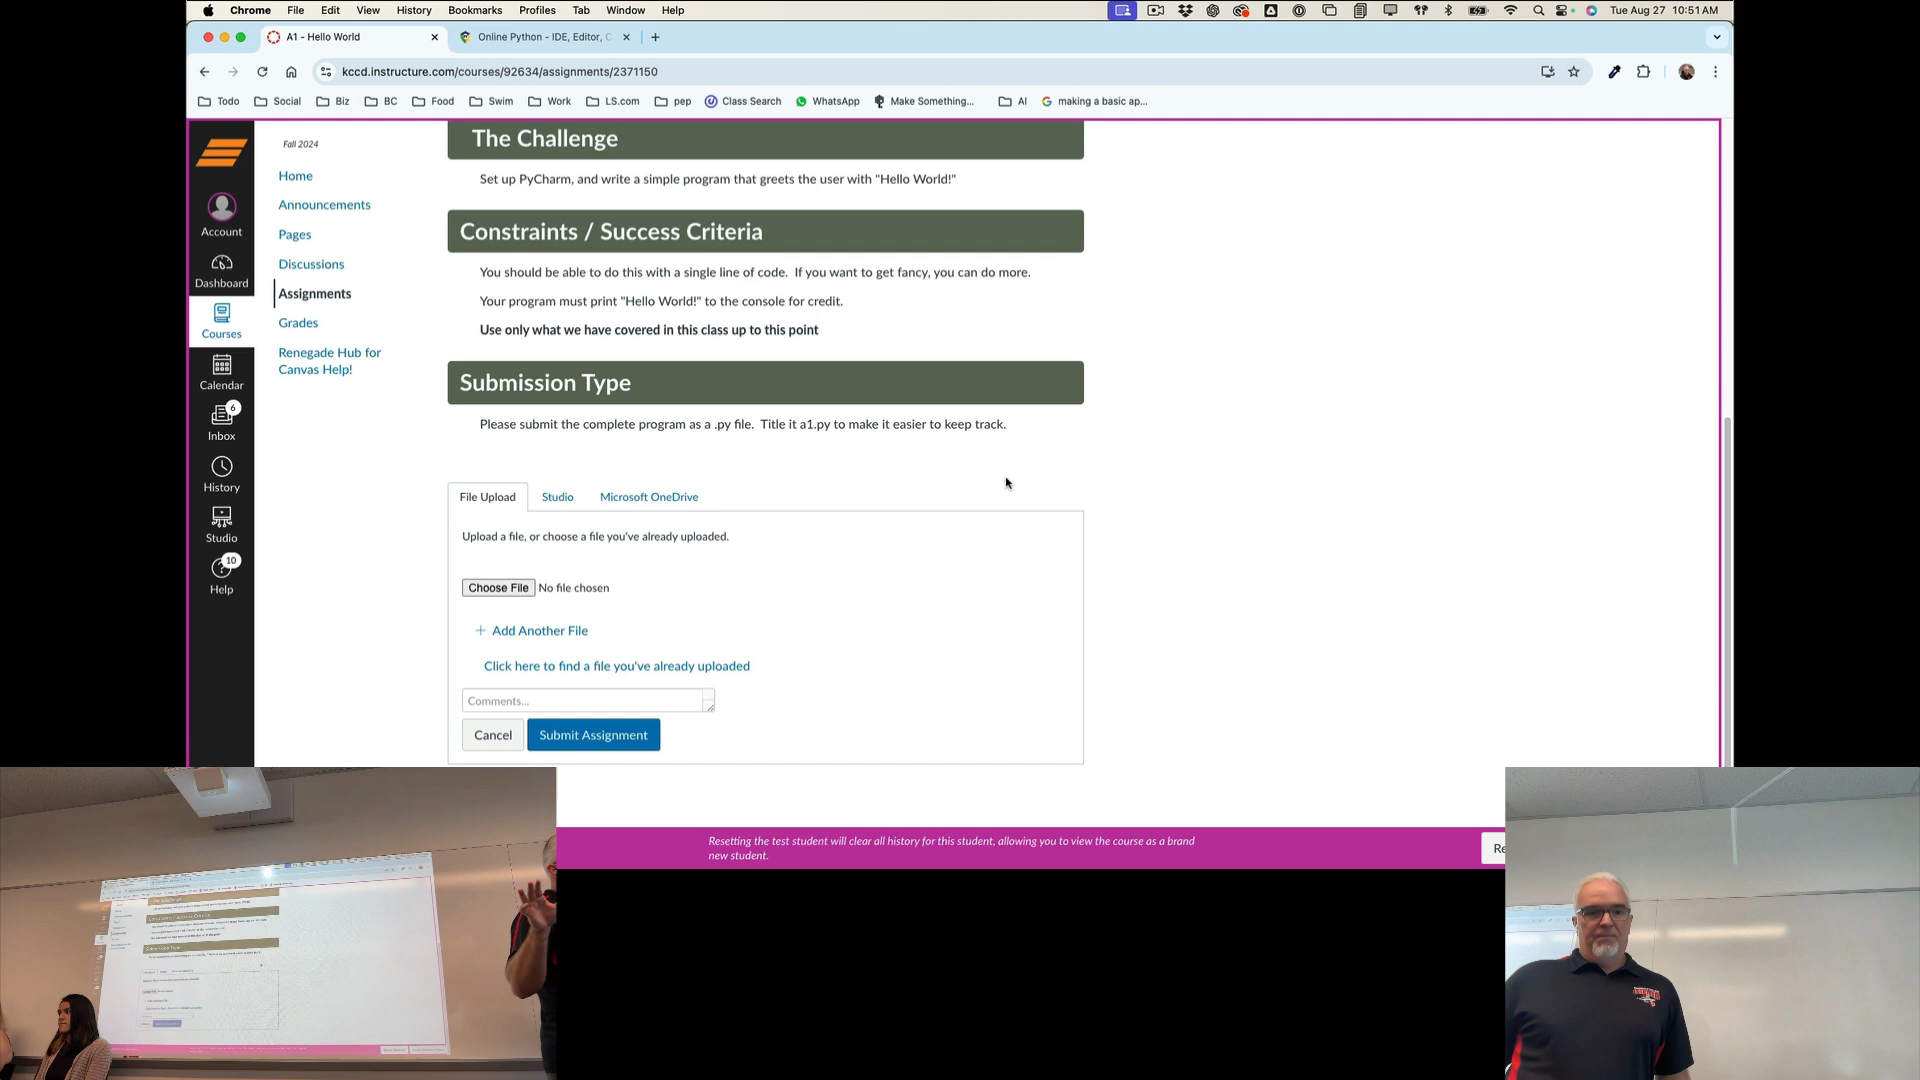 Chrome File Edit View History Bookmarks Profiles Tab Window Help
Tue Aug 27 10:51 AM
A1 - Hello World
Online Python - IDE, Editor, C
kccd.instructure.com/courses/92634/assignments/2371150
Todo Social Biz BC Food Swim Work LS.com pep Class Search WhatsApp Make Something... AI making a basic ap...
Account
Dashboard
Courses
Calendar
6
Inbox
History
Studio
10
Help
Fall 2024
Home
Announcements
Pages
Discussions
Assignments
Grades
Renegade Hub for
Canvas Help!
The Challenge
Set up PyCharm, and write a simple program that greets the user with "Hello World!"
Constraints / Success Criteria
You should be able to do this with a single line of code. If you want to get fancy, you can do more.
Your program must print "Hello World!" to the console for credit.
Use only what we have covered in this class up to this point
Submission Type
Please submit the complete program as a .py file. Title it a1.py to make it easier to keep track.
File Upload Studio Microsoft OneDrive
Upload a file, or choose a file you've already uploaded.
Choose File No file chosen
+ Add Another File
Click here to find a file you've already uploaded
Comments...
Cancel Submit Assignment
Resetting the test student will clear all history for this student, allowing you to view the course as a brand
new student.
Re